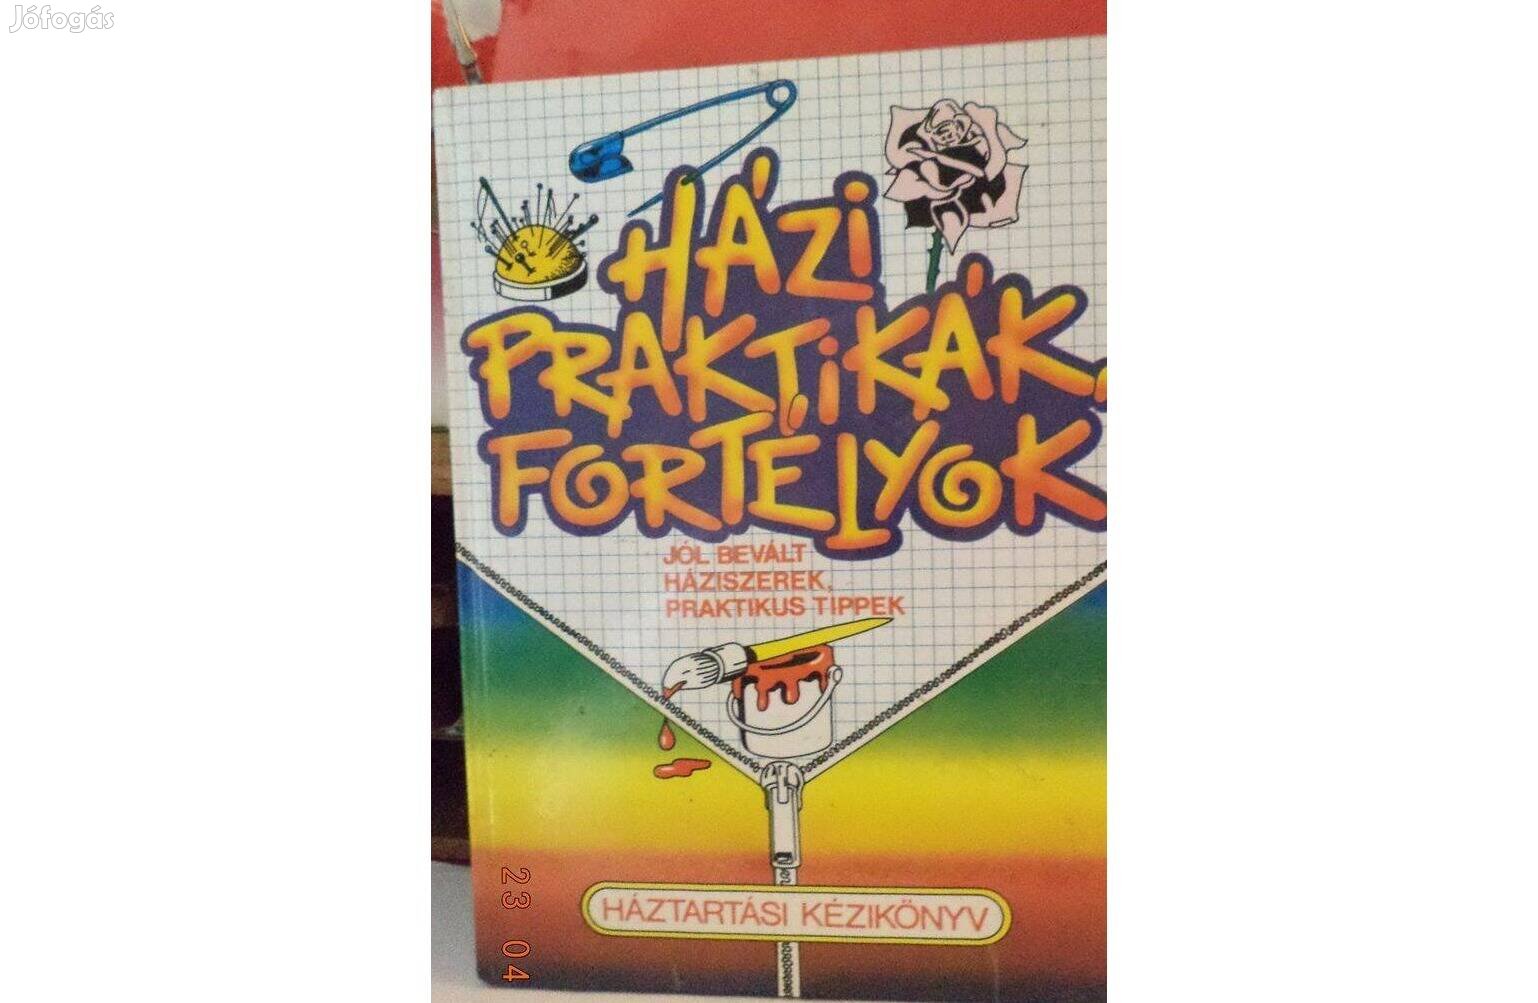 Jófogás
HÁZI
PRAKTIKÁK,
FORTÉLYOK
JÓL BEVÁLT
HÁZISZEREK,
PRAKTIKUS TIPPEK
HÁZTARTÁSI KÉZIKÖNYV
23 04